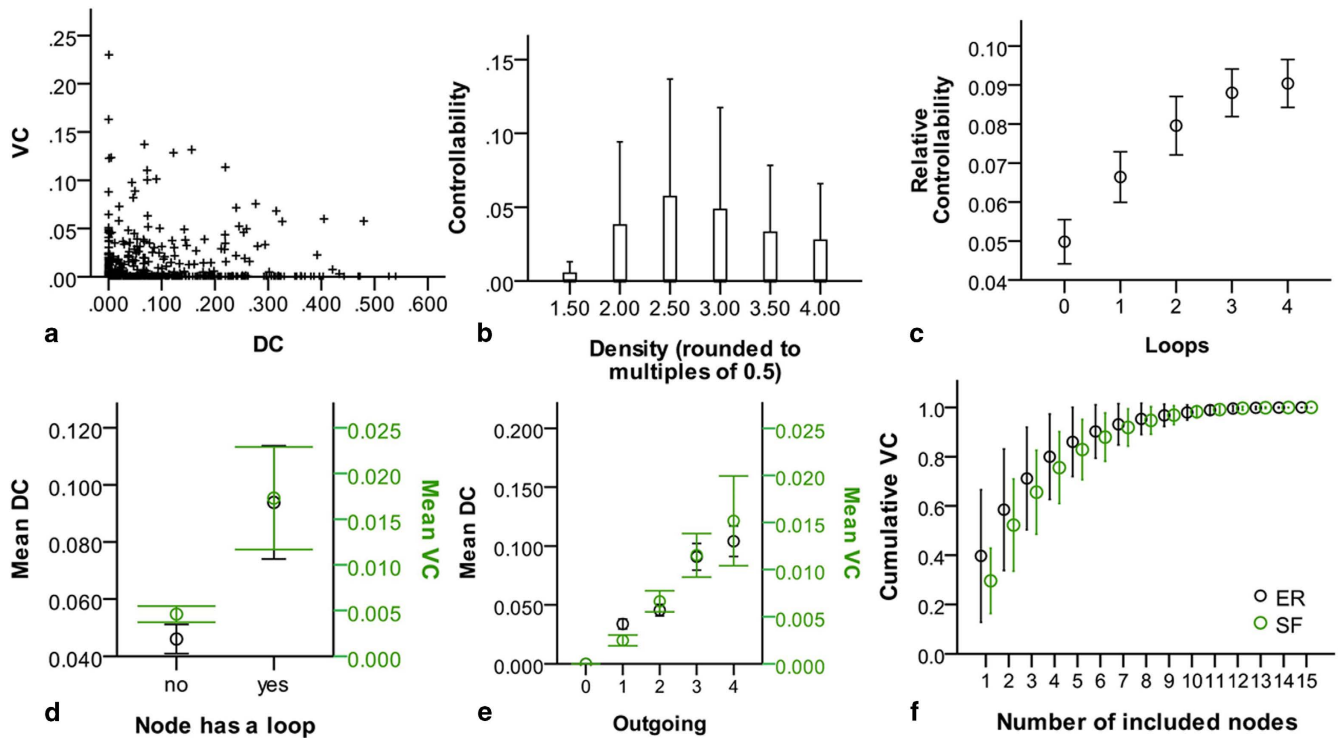 VC
.25
.20
.15
.10
.05
.00
.000 .100 .200 .300 .400 .500 .600
a
DC
Controllability
.15
.10
.05
.00
1.50 2.00 2.50 3.00 3.50 4.00
b
Density (rounded to
multiples of 0.5)
Relative
Controllability
0.10
0.09
0.08
0.07
0.06
0.05
0.04
0 1 2 3 4
c
Loops
Mean DC
0.120
0.100
0.080
0.060
0.040
0.025
0.020
0.015
0.010
0.005
0.000
Mean VC
no yes
d
Node has a loop
Mean DC
0.200
0.150
0.100
0.050
0.000
0.025
0.020
0.015
0.010
0.005
0.000
Mean VC
0 1 2 3 4
e
Outgoing
Cumulative VC
1.0
0.8
0.6
0.4
0.2
0.0
ER
SF
1 2 3 4 5 6 7 8 9 10 11 12 13 14 15
f
Number of included nodes